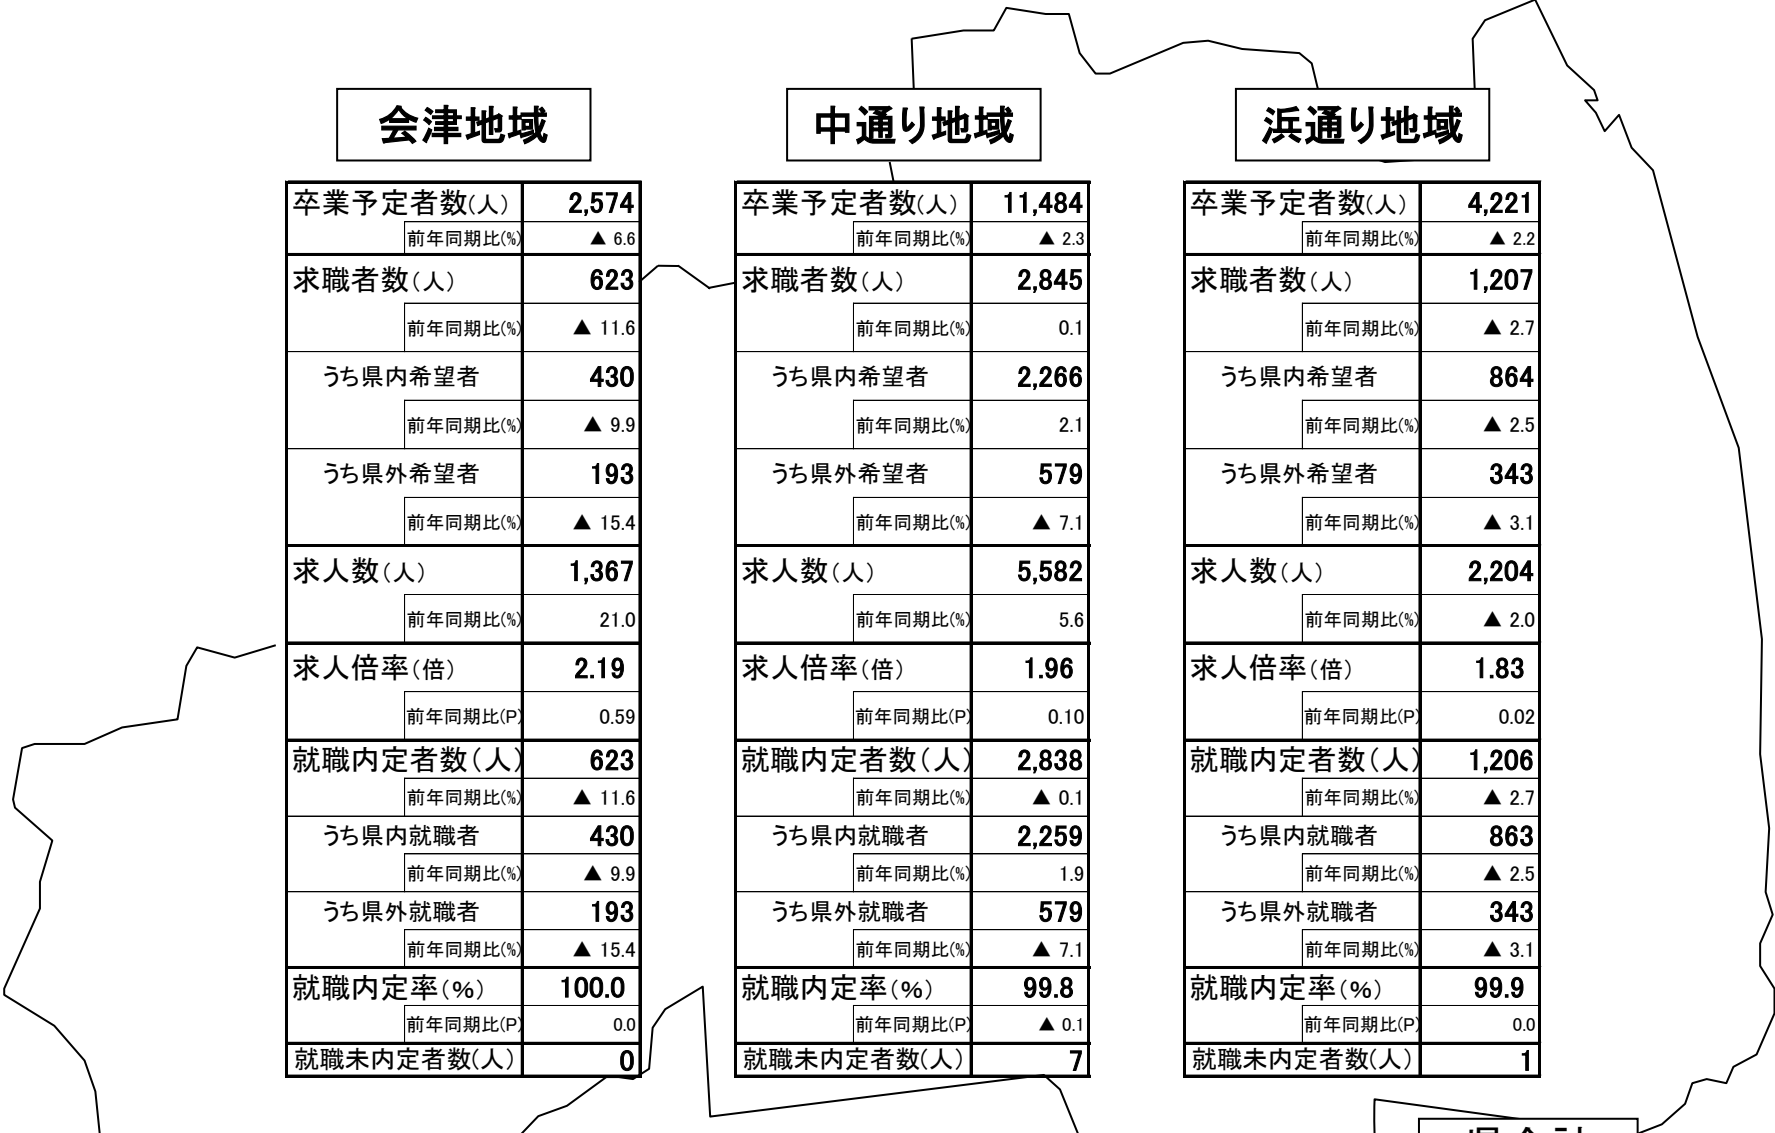 会津地域
卒業予定者数(人) 2,574
前年同期比(%) ▲ 6.6
求職者数(人) 623
前年同期比(%) ▲ 11.6
うち県内希望者 430
前年同期比(%) ▲ 9.9
うち県外希望者 193
前年同期比(%) ▲ 15.4
求人数(人) 1,367
前年同期比(%) 21.0
求人倍率(倍) 2.19
前年同期比(P) 0.59
就職内定者数(人) 623
前年同期比(%) ▲ 11.6
うち県内就職者 430
前年同期比(%) ▲ 9.9
うち県外就職者 193
前年同期比(%) ▲ 15.4
就職内定率(%) 100.0
前年同期比(P) 0.0
就職未内定者数(人) 0
中通り地域
卒業予定者数(人) 11,484
前年同期比(%) ▲ 2.3
求職者数(人) 2,845
前年同期比(%) 0.1
うち県内希望者 2,266
前年同期比(%) 2.1
うち県外希望者 579
前年同期比(%) ▲ 7.1
求人数(人) 5,582
前年同期比(%) 5.6
求人倍率(倍) 1.96
前年同期比(P) 0.10
就職内定者数(人) 2,838
前年同期比(%) ▲ 0.1
うち県内就職者 2,259
前年同期比(%) 1.9
うち県外就職者 579
前年同期比(%) ▲ 7.1
就職内定率(%) 99.8
前年同期比(P) ▲ 0.1
就職未内定者数(人) 7
浜通り地域
卒業予定者数(人) 4,221
前年同期比(%) ▲ 2.2
求職者数(人) 1,207
前年同期比(%) ▲ 2.7
うち県内希望者 864
前年同期比(%) ▲ 2.5
うち県外希望者 343
前年同期比(%) ▲ 3.1
求人数(人) 2,204
前年同期比(%) ▲ 2.0
求人倍率(倍) 1.83
前年同期比(P) 0.02
就職内定者数(人) 1,206
前年同期比(%) ▲ 2.7
うち県内就職者 863
前年同期比(%) ▲ 2.5
うち県外就職者 343
前年同期比(%) ▲ 3.1
就職内定率(%) 99.9
前年同期比(P) 0.0
就職未内定者数(人) 1